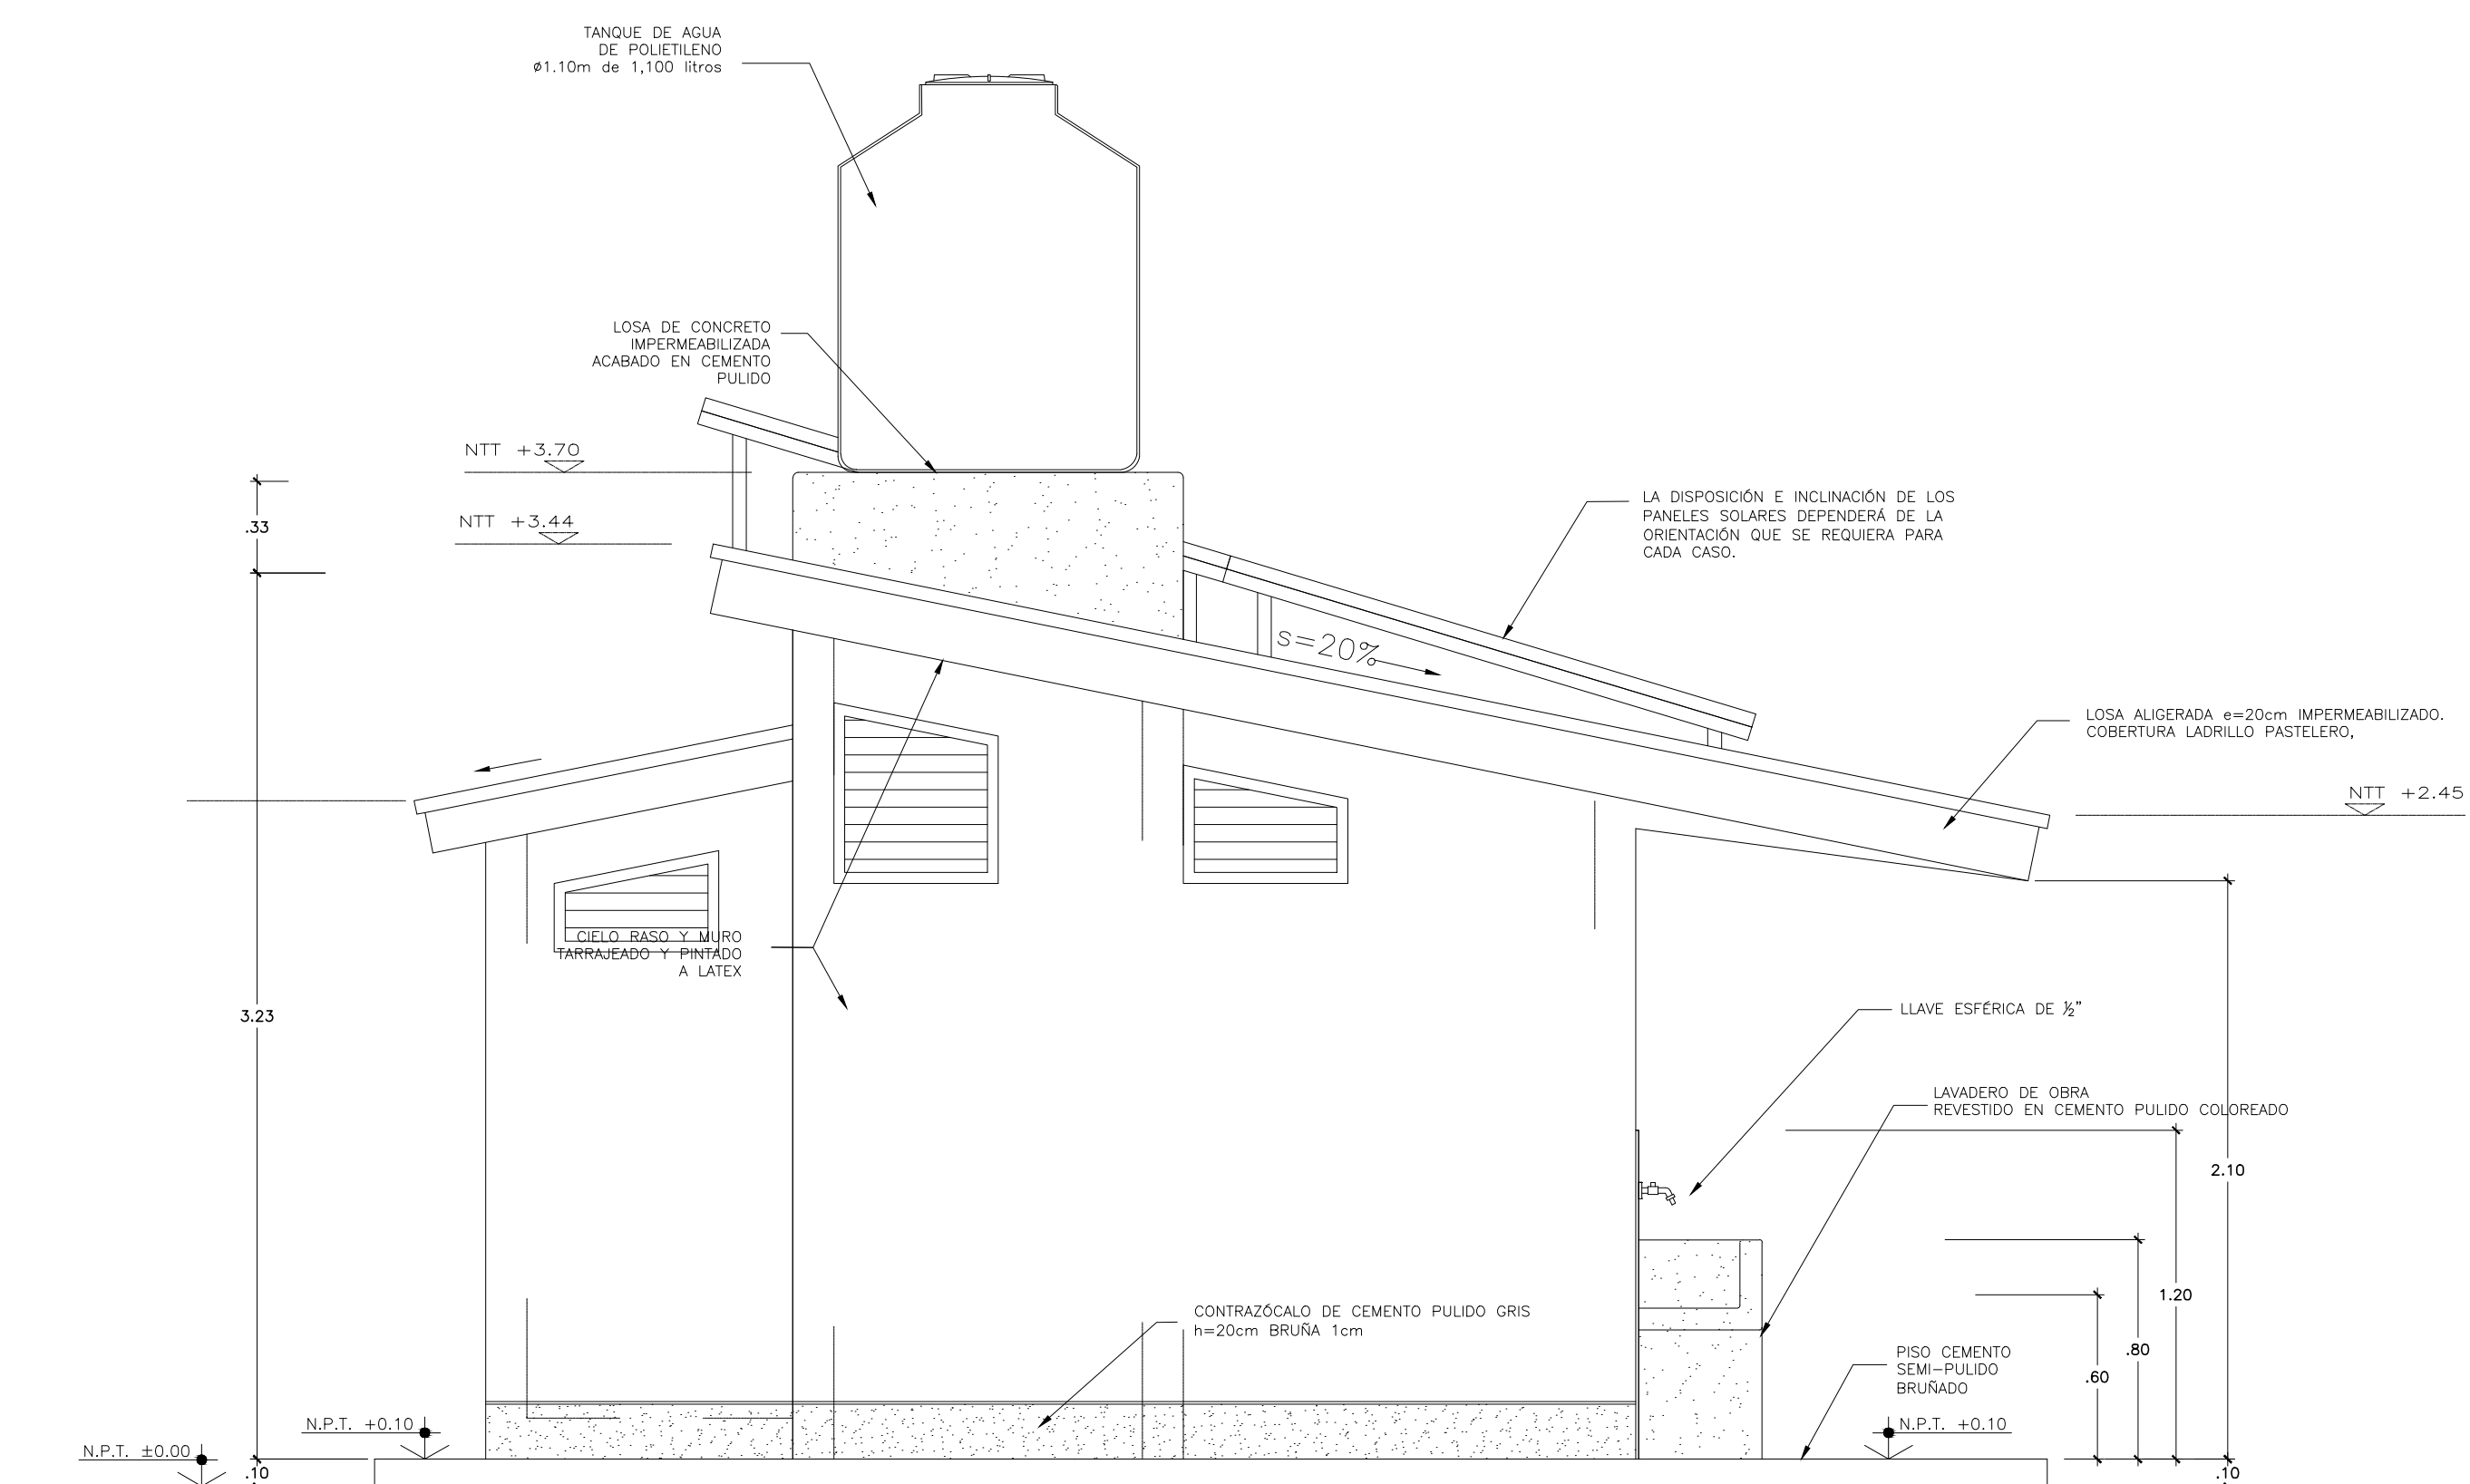 TANQUE DE AGUA
DE POLIETILENO
ø1.10m de 1,100 litros
LOSA DE CONCRETO
IMPERMEABILIZADA
ACABADO EN CEMENTO
PULIDO
NTT +3.70
NTT +3.44
.33
LA DISPOSICIÓN E INCLINACIÓN DE LOS
PANELES SOLARES DEPENDERÁ DE LA
ORIENTACIÓN QUE SE REQUIERA PARA
CADA CASO.
s=20%
LOSA ALIGERADA e=20cm IMPERMEABILIZADO.
COBERTURA LADRILLO PASTELERO,
NTT +2.45
CIELO RASO Y MURO
TARRAJEADO Y PINTADO
A LATEX
3.23
LLAVE ESFÉRICA DE ½"
LAVADERO DE OBRA
REVESTIDO EN CEMENTO PULIDO COLOREADO
2.10
1.20
.80
.60
CONTRAZÓCALO DE CEMENTO PULIDO GRIS
h=20cm BRUÑA 1cm
PISO CEMENTO
SEMI-PULIDO
BRUÑADO
N.P.T. +0.10
N.P.T. +0.10
N.P.T. ±0.00
.10
.10